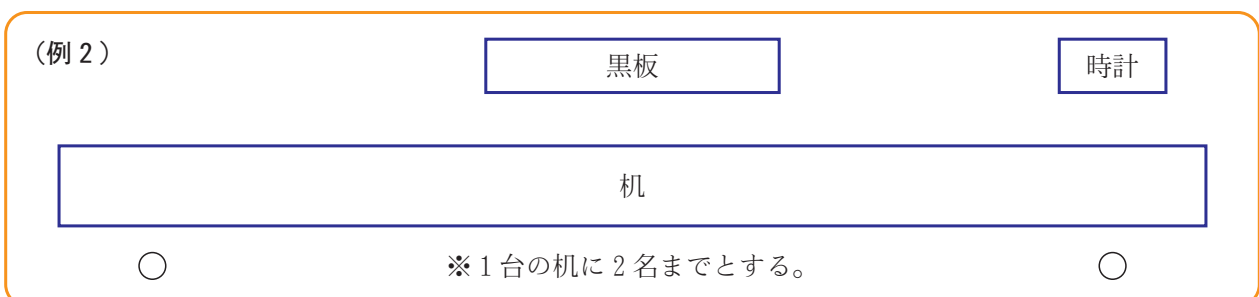 （例２）
黒板
時計
机
○ ※１台の机に２名までとする。 ○